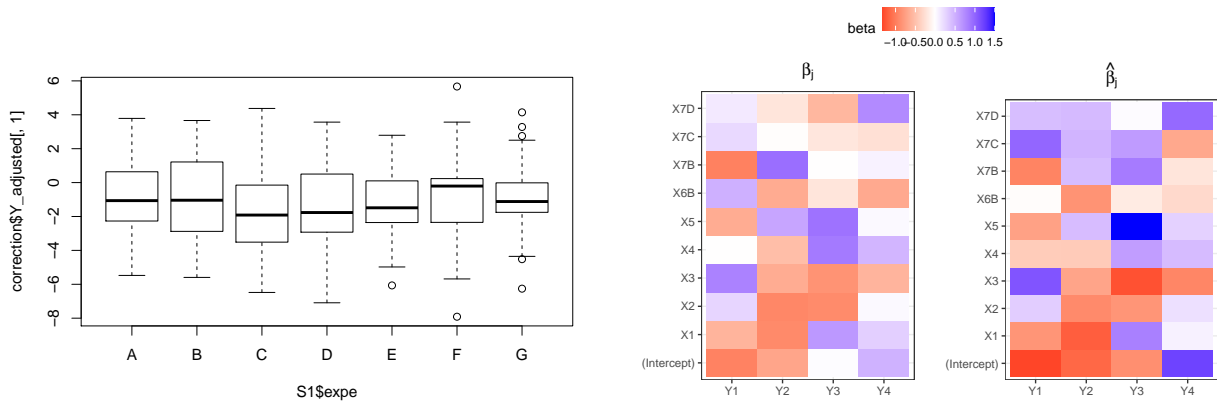 beta
−1.0−0.50.0 0.5 1.0 1.5
βj
β̂j
correction$Y_adjusted[, 1]
6
4
2
0
−2
−4
−6
−8
A B C D E F G
S1$expe
X7D
X7C
X7B
X6B
X5
X4
X3
X2
X1
(Intercept)
Y1 Y2 Y3 Y4
X7D
X7C
X7B
X6B
X5
X4
X3
X2
X1
(Intercept)
Y1 Y2 Y3 Y4